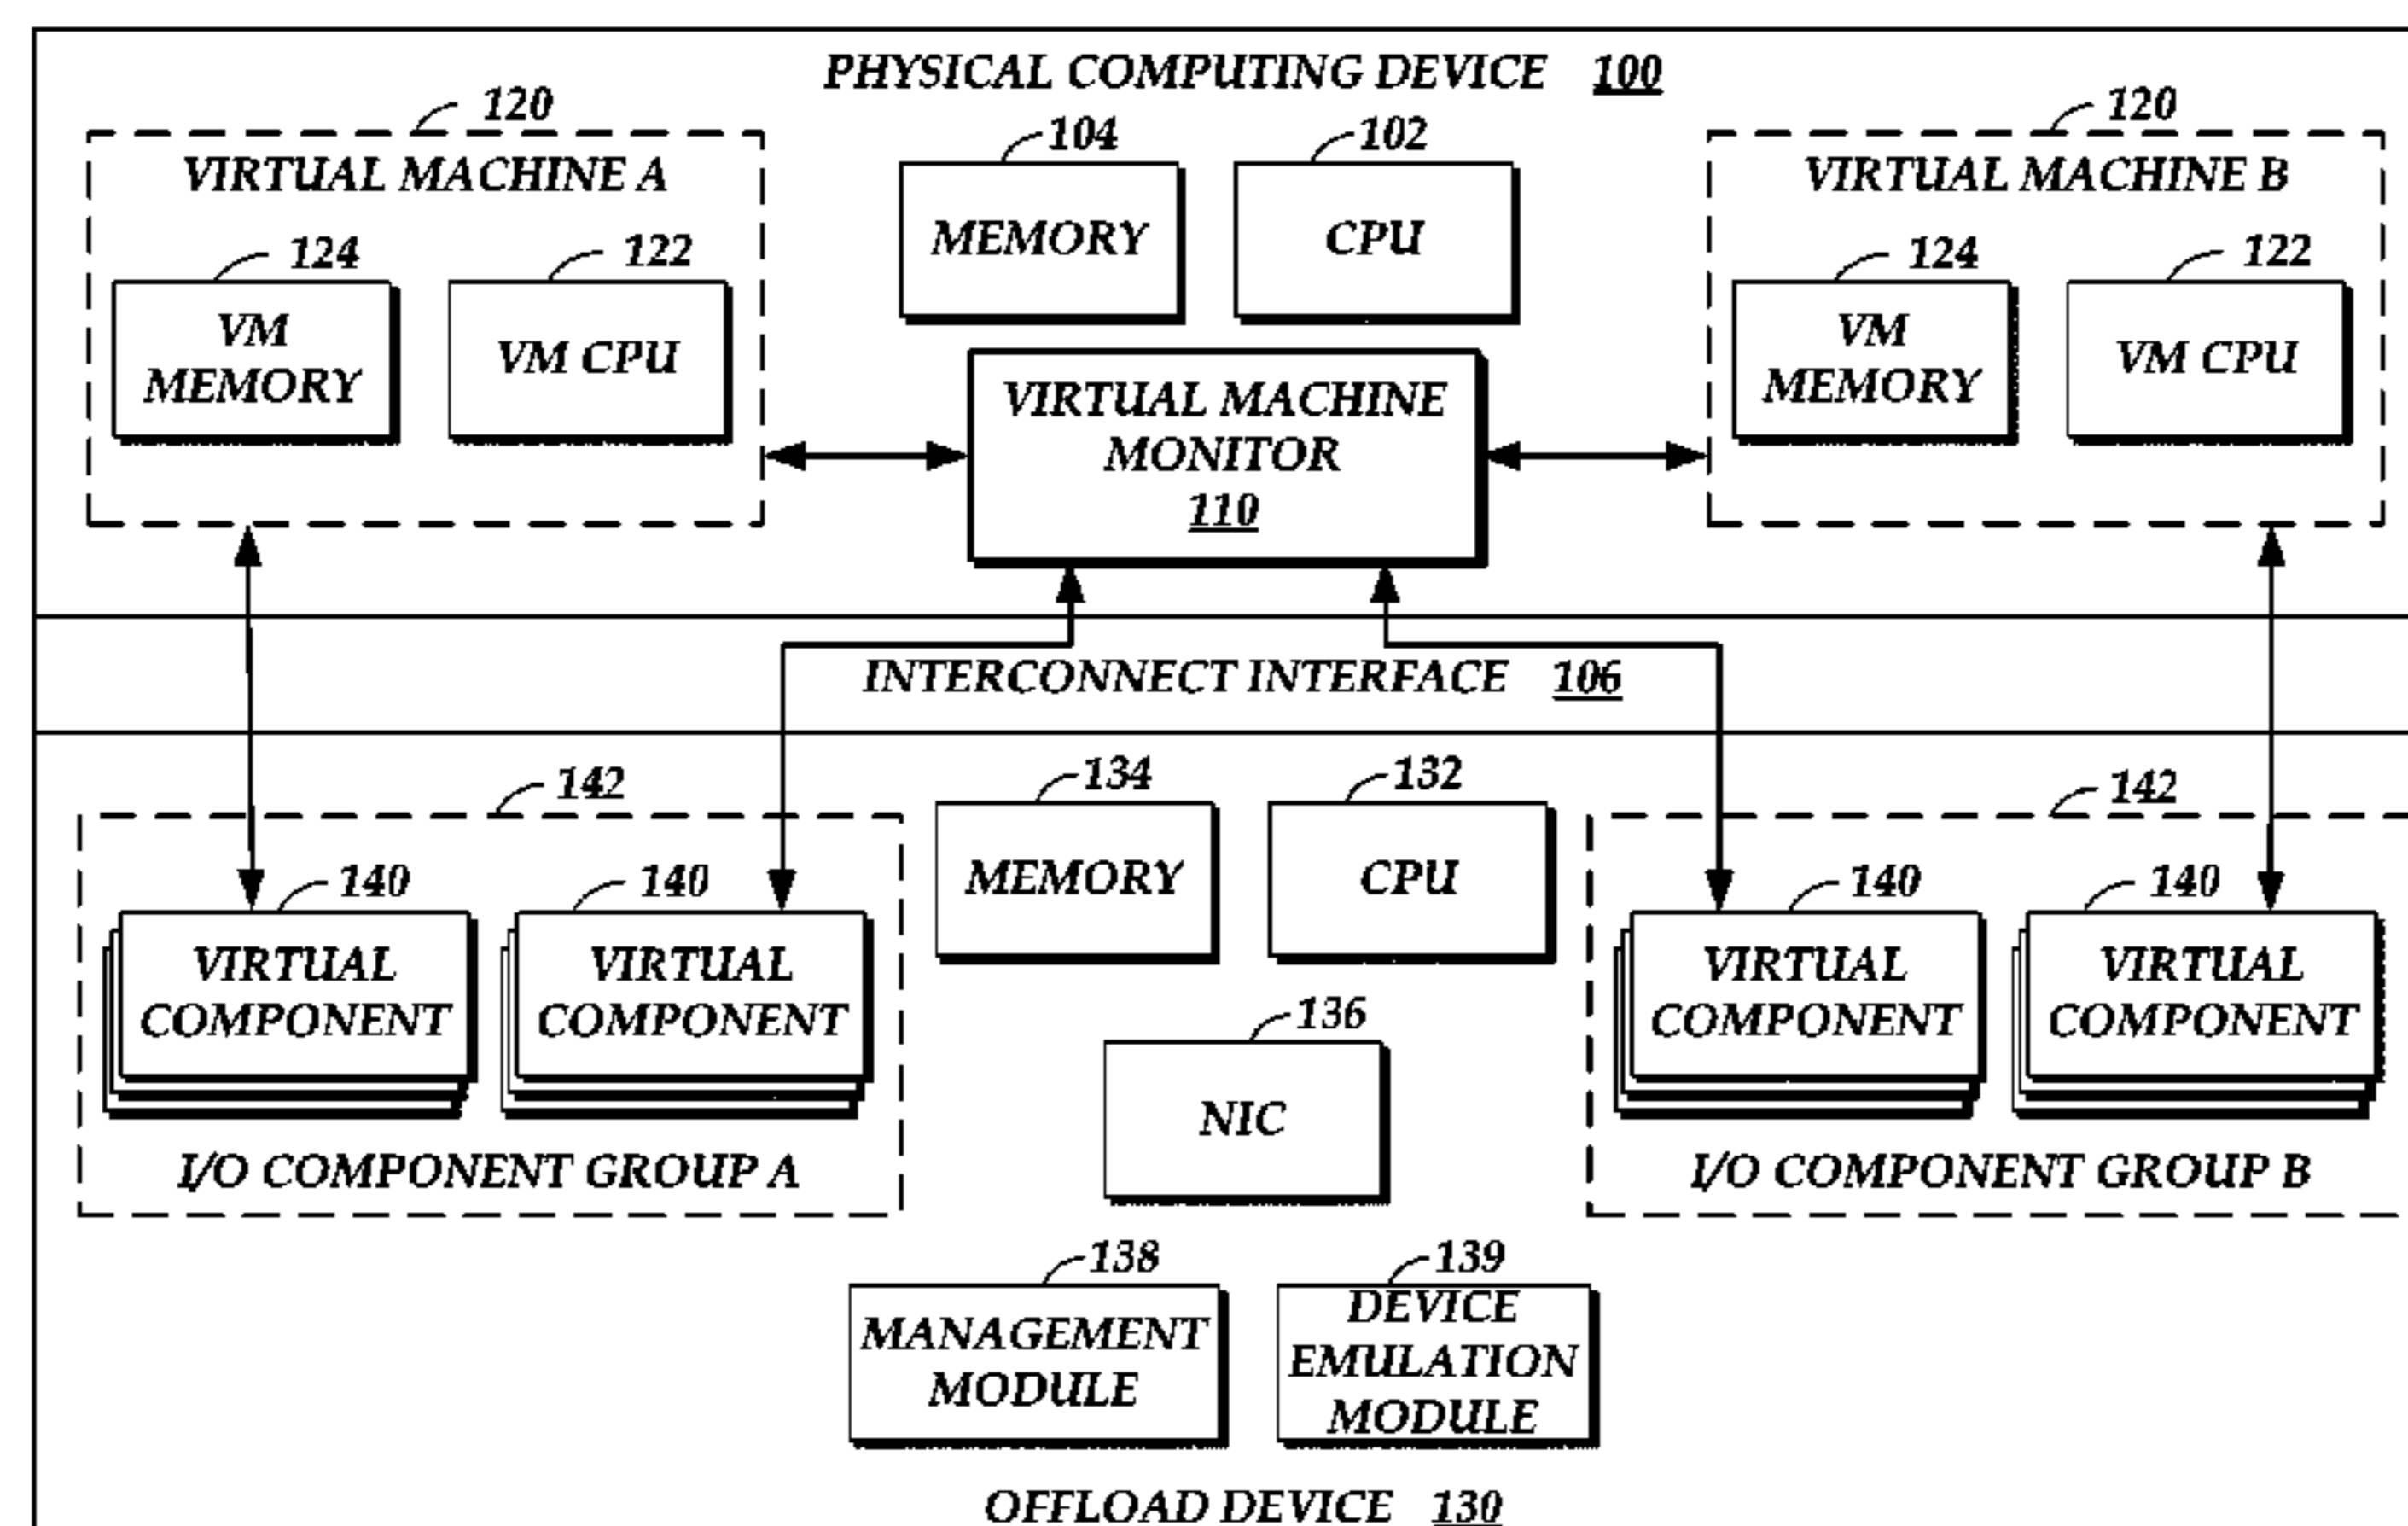 PHYSICAL COMPUTING DEVICE 100
120
VIRTUAL MACHINE A
124
VM
MEMORY
122
VM CPU
104
MEMORY
102
CPU
VIRTUAL MACHINE
MONITOR
110
120
VIRTUAL MACHINE B
124
VM
MEMORY
122
VM CPU
INTERCONNECT INTERFACE 106
142
140
VIRTUAL
COMPONENT
140
VIRTUAL
COMPONENT
I/O COMPONENT GROUP A
134
MEMORY
132
CPU
136
NIC
142
140
VIRTUAL
COMPONENT
140
VIRTUAL
COMPONENT
I/O COMPONENT GROUP B
138
MANAGEMENT
MODULE
139
DEVICE
EMULATION
MODULE
OFFLOAD DEVICE 130